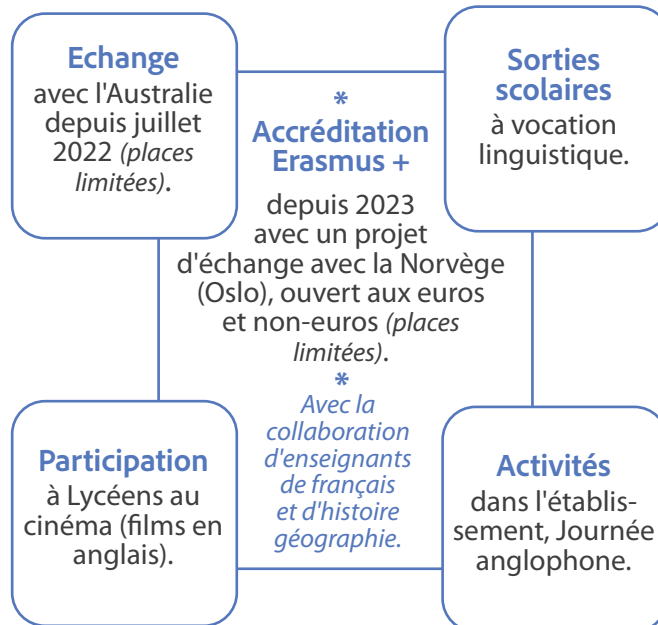 Echange
avec l'Australie
depuis juillet
2022 (places
limitées).
Sorties
scolaires
à vocation
linguistique.
*
Accréditation
Erasmus +
depuis 2023
avec un projet
d'échange avec la Norvège
(Oslo), ouvert aux euros
et non-euros (places
limitées).
*
Avec la
collaboration
d'enseignants
de français
et d'histoire
géographie.
Participation
à Lycéens au
cinéma (films en
anglais).
Activités
dans l'établis-
sement, Journée
anglophone.